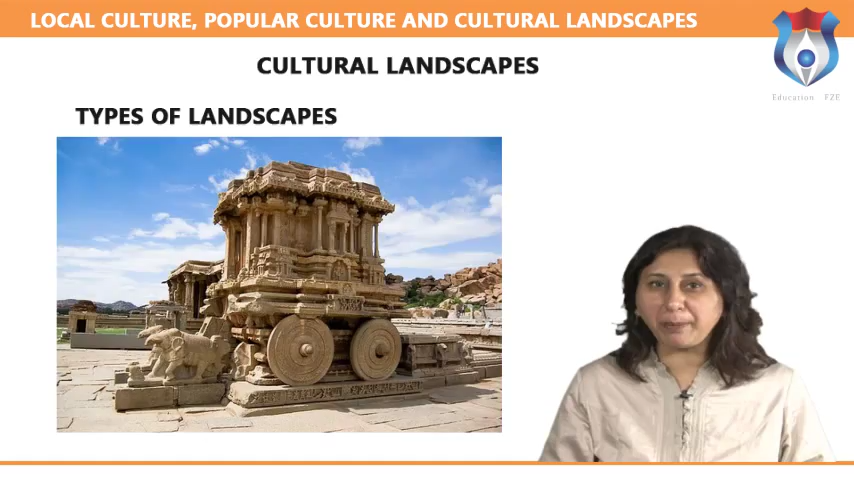 LOCAL CULTURE, POPULAR CULTURE AND CULTURAL LANDSCAPES
CULTURAL LANDSCAPES
Education FZE
TYPES OF LANDSCAPES